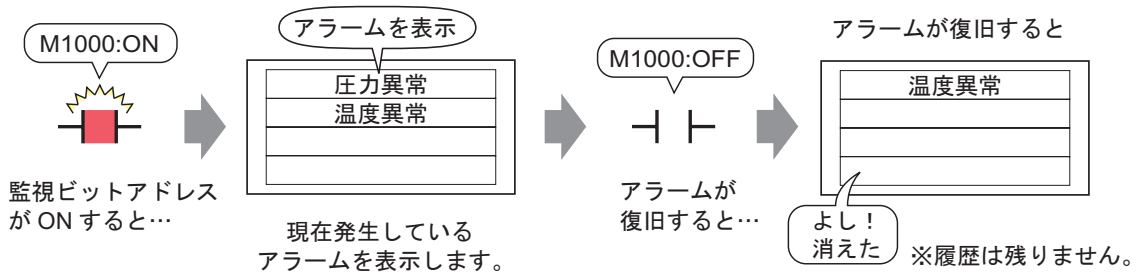 M1000:ON
監視ビットアドレス
が ON すると…
アラームを表示
圧力異常
温度異常
現在発生している
アラームを表示します。
M1000:OFF
アラームが
復旧すると…
アラームが復旧すると
温度異常
よし！
消えた
※履歴は残りません。